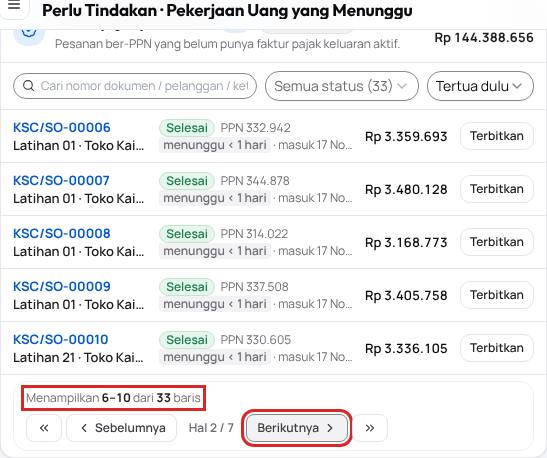 Perlu Tindakan · Pekerjaan Uang yang Menunggu
Pesanan ber-PPN yang belum punya faktur pajak keluaran aktif.
Rp 144.388.656
Cari nomor dokumen / pelanggan / ket
Semua status (33)
Tertua dulu
KSC/SO-00006
Selesai PPN 332.942
Rp 3.359.693
Terbitkan
Latihan 01 · Toko Kai...
menunggu < 1 hari · masuk 17 No...
KSC/SO-00007
Selesai PPN 344.878
Rp 3.480.128
Terbitkan
Latihan 01 · Toko Kai...
menunggu < 1 hari · masuk 17 No...
KSC/SO-00008
Selesai PPN 314.022
Rp 3.168.773
Terbitkan
Latihan 01 · Toko Kai...
menunggu < 1 hari · masuk 17 No...
KSC/SO-00009
Selesai PPN 337.508
Rp 3.405.758
Terbitkan
Latihan 01 · Toko Kai...
menunggu < 1 hari · masuk 17 No...
KSC/SO-00010
Selesai PPN 330.605
Rp 3.336.105
Terbitkan
Latihan 21 · Toko Kai...
menunggu < 1 hari · masuk 17 No...
Menampilkan 6–10 dari 33 baris
« ‹ Sebelumnya Hal 2 / 7 Berikutnya › »